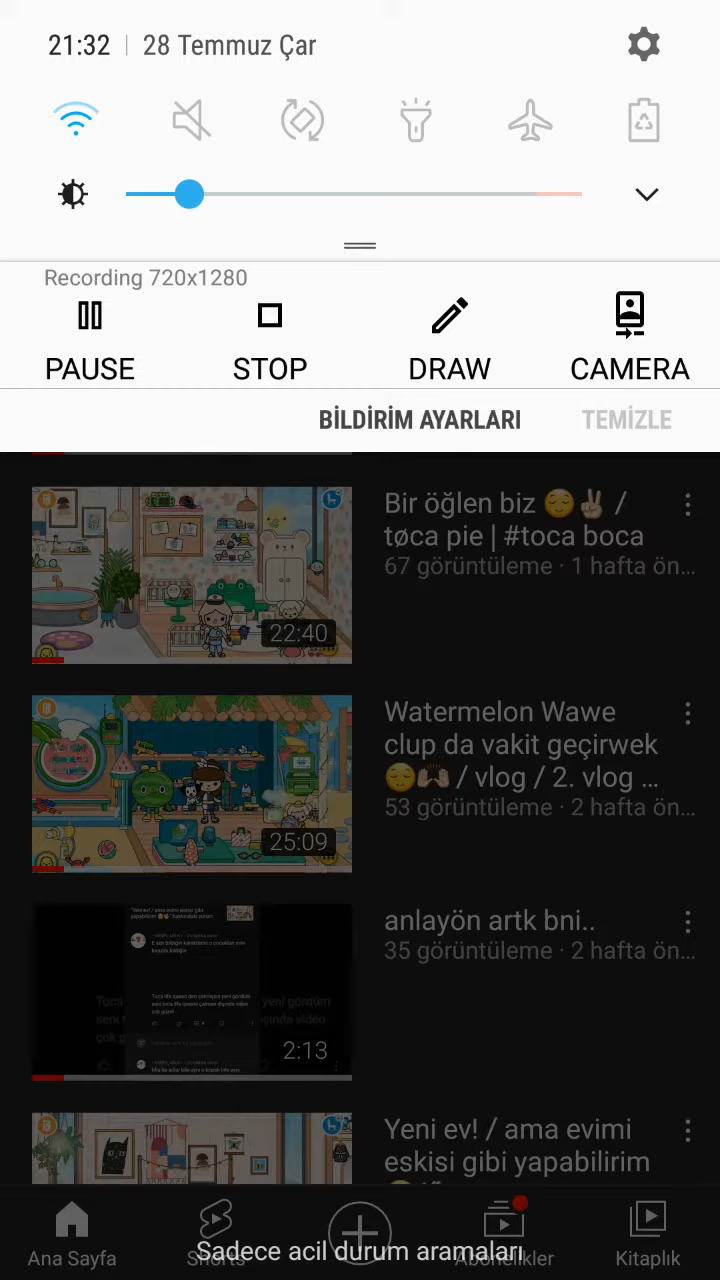 21:32 | 28 Temmuz Çar
Recording 720x1280
PAUSE STOP DRAW CAMERA
BİLDİRİM AYARLARI TEMİZLE
Bir öğlen biz 😌✌🏼 /
tøca pie | #toca boca
67 görüntüleme · 1 hafta ön...
22:40
Watermelon Wawe
clup da vakit geçirwek
😌🙌🏼 / vlog / 2. vlog ...
53 görüntüleme · 2 hafta ön...
25:09
anlayön artk bni..
35 görüntüleme · 2 hafta ön...
2:13
Yeni ev! / ama evimi
eskisi gibi yapabilirim
Ana Sayfa Shorts Abonelikler Kitaplık
Sadece acil durum aramaları